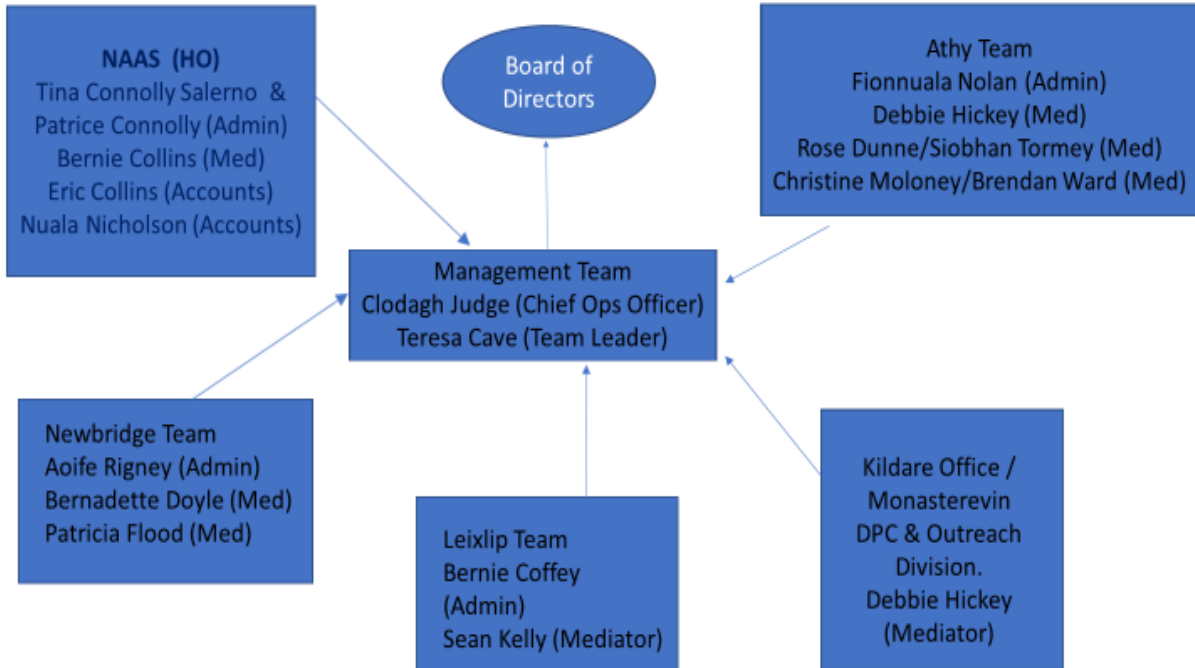 NAAS (HO)
Tina Connolly Salerno &
Patrice Connolly (Admin)
Bernie Collins (Med)
Eric Collins (Accounts)
Nuala Nicholson (Accounts)
Board of
Directors
Athy Team
Fionnuala Nolan (Admin)
Debbie Hickey (Med)
Rose Dunne/Siobhan Tormey (Med)
Christine Moloney/Brendan Ward (Med)
Management Team
Clodagh Judge (Chief Ops Officer)
Teresa Cave (Team Leader)
Newbridge Team
Aoife Rigney (Admin)
Bernadette Doyle (Med)
Patricia Flood (Med)
Leixlip Team
Bernie Coffey
(Admin)
Sean Kelly (Mediator)
Kildare Office /
Monasterevin
DPC & Outreach
Division.
Debbie Hickey
(Mediator)